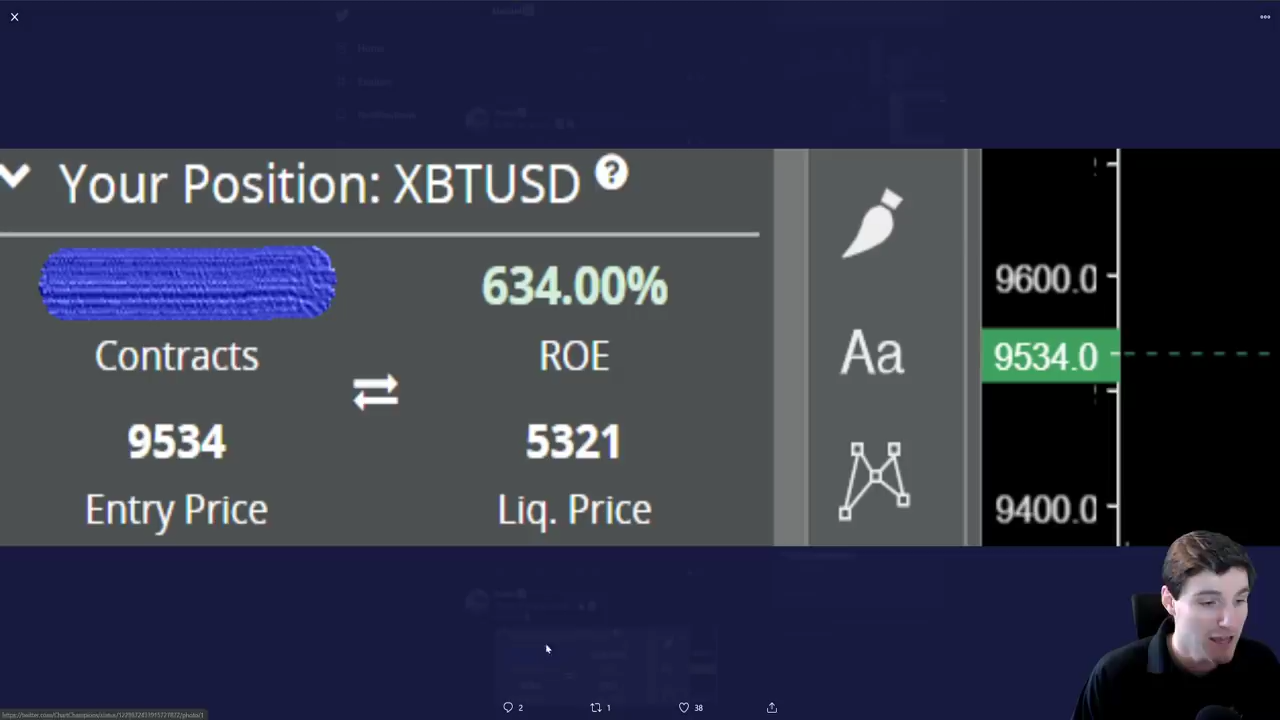 Your Position: XBTUSD ?
634.00%
Contracts
ROE
9534
5321
Entry Price
Liq. Price
Aa
9600.0
9534.0
9400.0
2
1
38